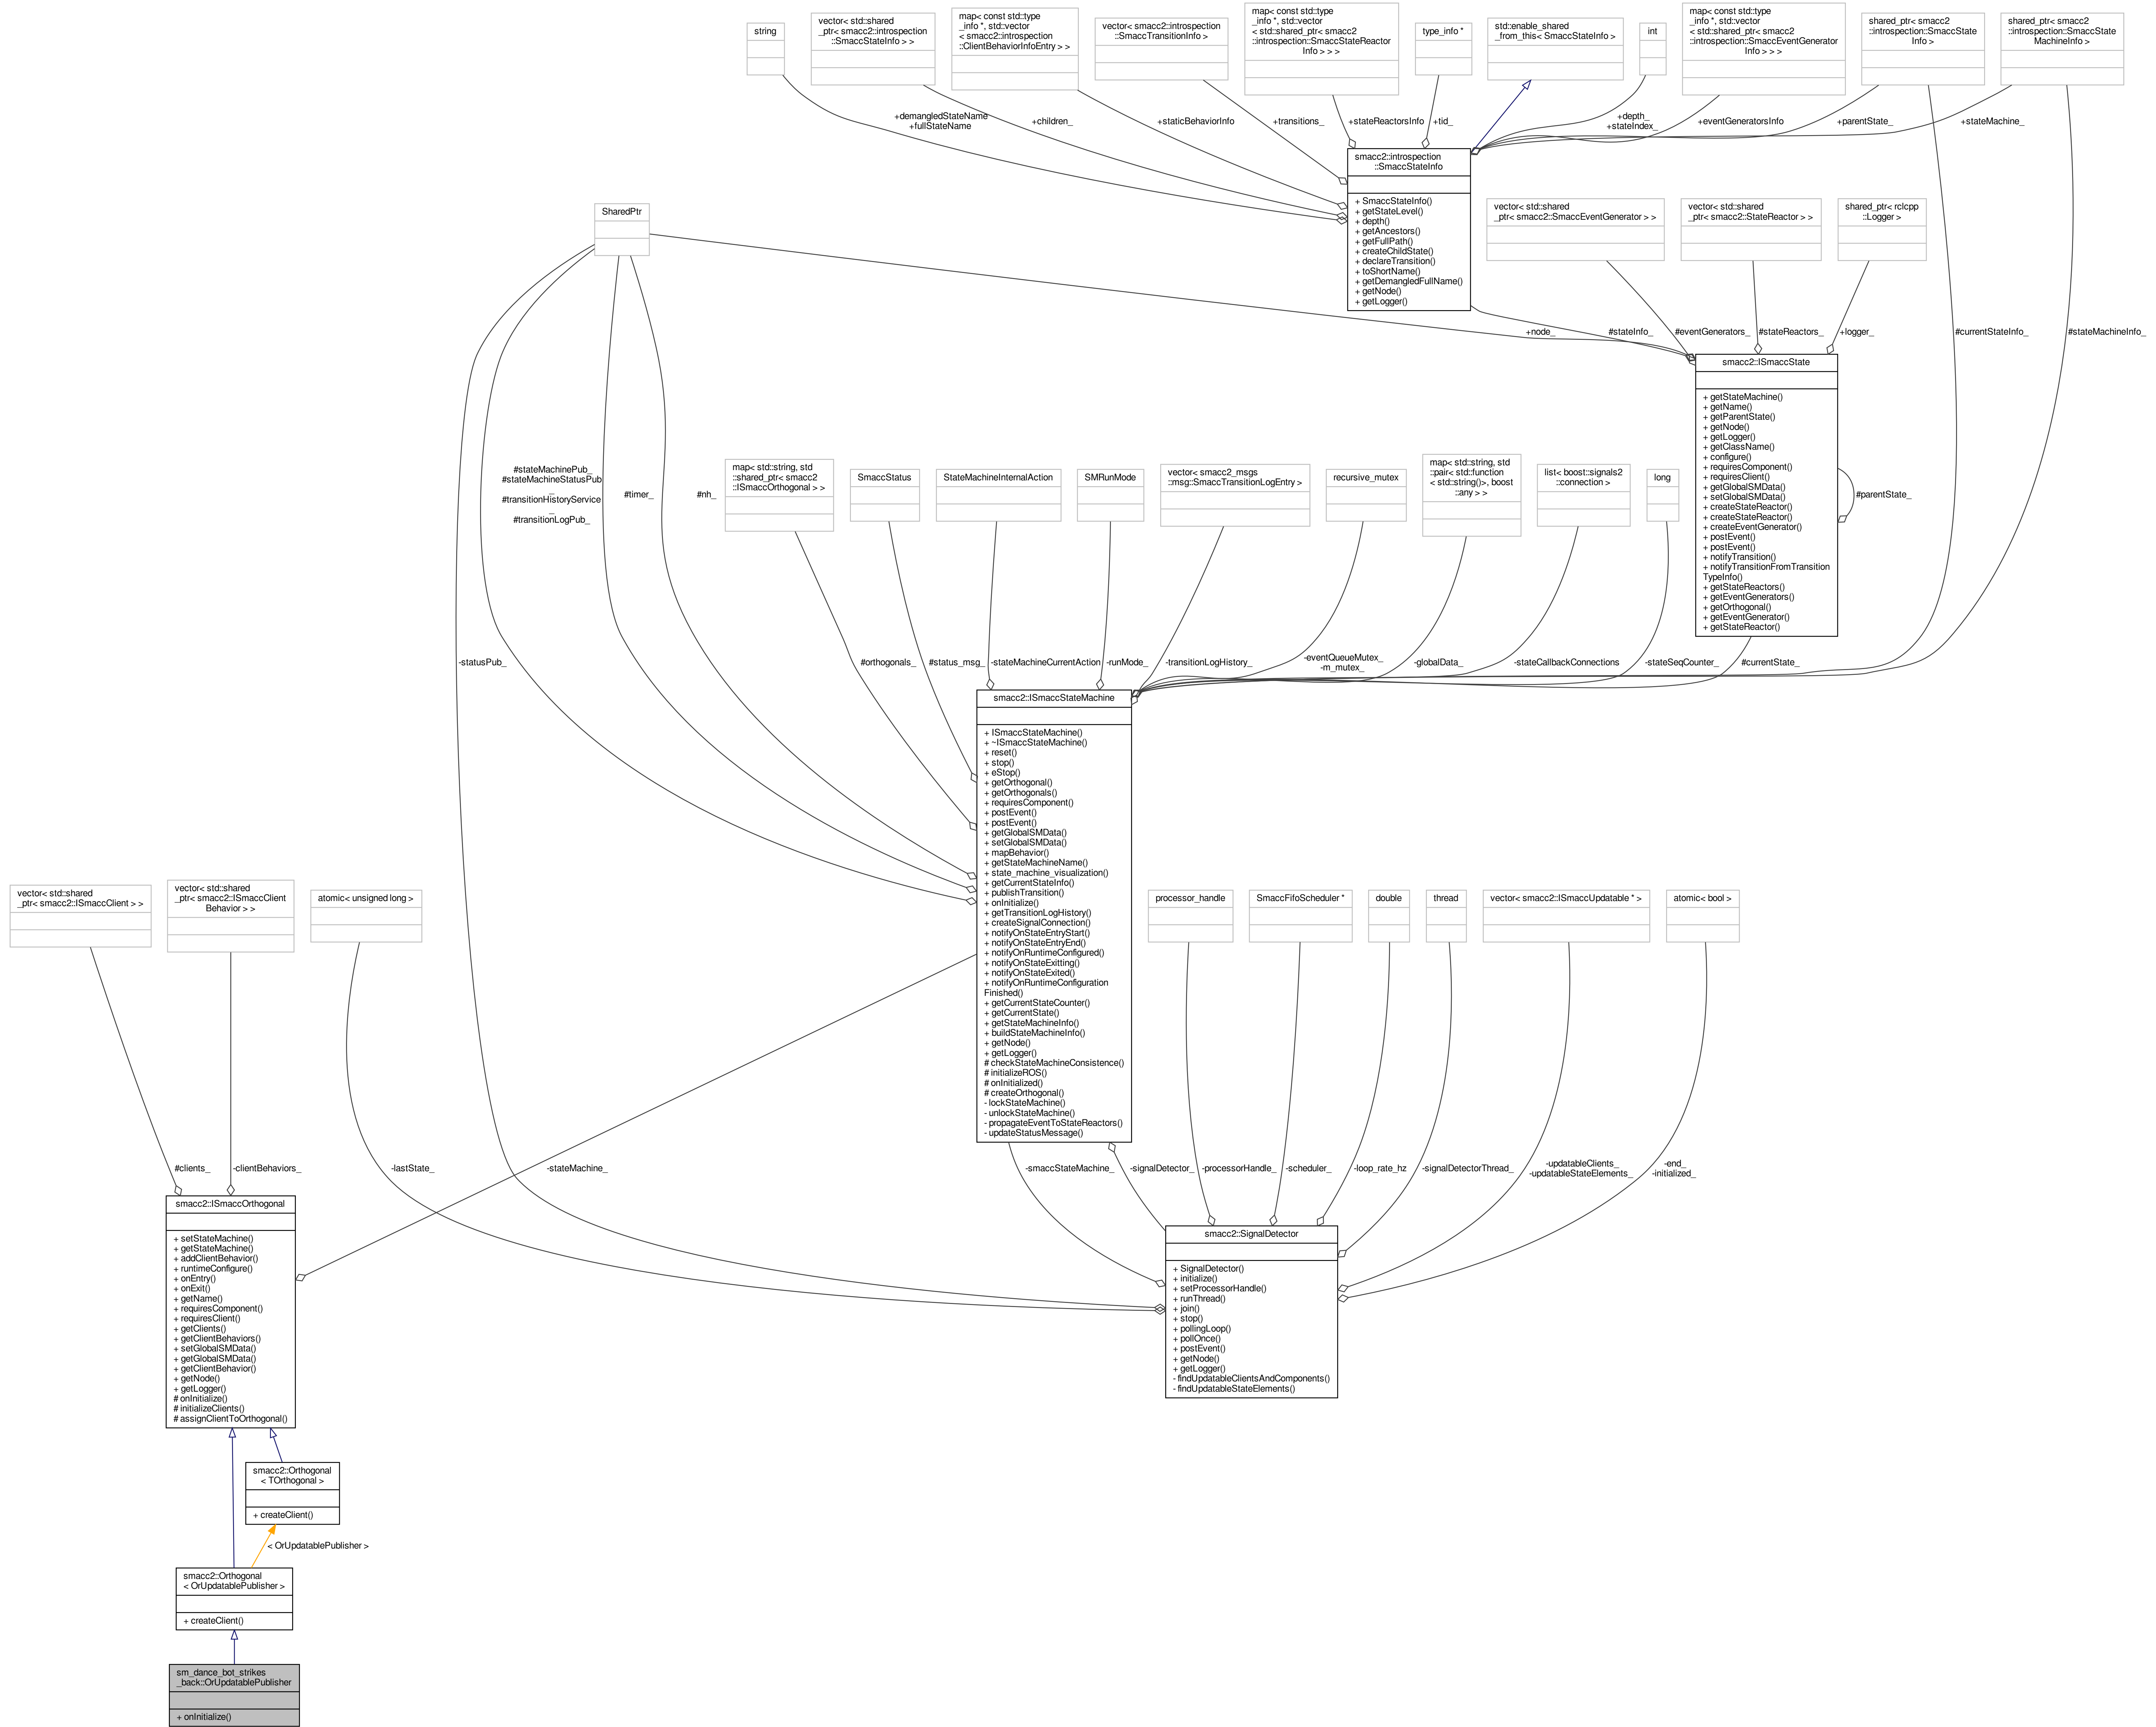 string
vector< std::shared
_ptr< smacc2::introspection
::SmaccStateInfo > >
map< const std::type
_info *, std::vector
< smacc2::introspection
::ClientBehaviorInfoEntry > >
vector< smacc2::introspection
::SmaccTransitionInfo >
map< const std::type
_info *, std::vector
< std::shared_ptr< smacc2
::introspection::SmaccStateReactor
Info > > >
type_info *
std::enable_shared
_from_this< SmaccStateInfo >
int
map< const std::type
_info *, std::vector
< std::shared_ptr< smacc2
::introspection::SmaccEventGenerator
Info > > >
shared_ptr< smacc2
::introspection::SmaccState
Info >
shared_ptr< smacc2
::introspection::SmaccState
MachineInfo >
+demangledStateName
+fullStateName
+children_
+staticBehaviorInfo
+transitions_
+stateReactorsInfo
+tid_
+depth_
+stateIndex_
+eventGeneratorsInfo
+parentState_
+stateMachine_
smacc2::introspection
::SmaccStateInfo
+ SmaccStateInfo()
+ getStateLevel()
+ depth()
+ getAncestors()
+ getFullPath()
+ createChildState()
+ declareTransition()
+ toShortName()
+ getDemangledFullName()
+ getNode()
+ getLogger()
SharedPtr
vector< std::shared
_ptr< smacc2::SmaccEventGenerator > >
vector< std::shared
_ptr< smacc2::StateReactor > >
shared_ptr< rclcpp
::Logger >
+node_
#stateInfo_
#eventGenerators_
#stateReactors_
+logger_
#currentStateInfo_
#stateMachineInfo_
smacc2::ISmaccState
+ getStateMachine()
+ getName()
+ getParentState()
+ getNode()
+ getLogger()
+ getClassName()
+ configure()
+ requiresComponent()
+ requiresClient()
+ getGlobalSMData()
+ setGlobalSMData()
+ createStateReactor()
+ createStateReactor()
+ createEventGenerator()
+ postEvent()
+ postEvent()
+ notifyTransition()
+ notifyTransitionFromTransition
TypeInfo()
+ getStateReactors()
+ getEventGenerators()
+ getOrthogonal()
+ getEventGenerator()
+ getStateReactor()
#parentState_
#stateMachinePub_
#stateMachineStatusPub
_
#transitionHistoryService
_
#transitionLogPub_
#timer_
#nh_
map< std::string, std
::shared_ptr< smacc2
::ISmaccOrthogonal > >
SmaccStatus
StateMachineInternalAction
SMRunMode
vector< smacc2_msgs
::msg::SmaccTransitionLogEntry >
recursive_mutex
map< std::string, std
::pair< std::function
< std::string()>, boost
::any > >
list< boost::signals2
::connection >
long
-statusPub_
#orthogonals_
#status_msg_
-stateMachineCurrentAction
-runMode_
-transitionLogHistory_
-eventQueueMutex_
-m_mutex_
-globalData_
-stateCallbackConnections
-stateSeqCounter_
#currentState_
smacc2::ISmaccStateMachine
+ ISmaccStateMachine()
+ ~ISmaccStateMachine()
+ reset()
+ stop()
+ eStop()
+ getOrthogonal()
+ getOrthogonals()
+ requiresComponent()
+ postEvent()
+ postEvent()
+ getGlobalSMData()
+ setGlobalSMData()
+ mapBehavior()
+ getStateMachineName()
+ state_machine_visualization()
+ getCurrentStateInfo()
+ publishTransition()
+ onInitialize()
+ getTransitionLogHistory()
+ createSignalConnection()
+ notifyOnStateEntryStart()
+ notifyOnStateEntryEnd()
+ notifyOnRuntimeConfigured()
+ notifyOnStateExitting()
+ notifyOnStateExited()
+ notifyOnRuntimeConfiguration
Finished()
+ getCurrentStateCounter()
+ getCurrentState()
+ getStateMachineInfo()
+ buildStateMachineInfo()
+ getNode()
+ getLogger()
# checkStateMachineConsistence()
# initializeROS()
# onInitialized()
# createOrthogonal()
- lockStateMachine()
- unlockStateMachine()
- propagateEventToStateReactors()
- updateStatusMessage()
vector< std::shared
_ptr< smacc2::ISmaccClient > >
vector< std::shared
_ptr< smacc2::ISmaccClient
Behavior > >
atomic< unsigned long >
processor_handle
SmaccFifoScheduler *
double
thread
vector< smacc2::ISmaccUpdatable * >
atomic< bool >
#clients_
-clientBehaviors_
-lastState_
-stateMachine_
-smaccStateMachine_
-signalDetector_
-processorHandle_
-scheduler_
-loop_rate_hz
-signalDetectorThread_
-updatableClients_
-updatableStateElements_
-end_
-initialized_
smacc2::ISmaccOrthogonal
+ setStateMachine()
+ getStateMachine()
+ addClientBehavior()
+ runtimeConfigure()
+ onEntry()
+ onExit()
+ getName()
+ requiresComponent()
+ requiresClient()
+ getClients()
+ getClientBehaviors()
+ setGlobalSMData()
+ getGlobalSMData()
+ getClientBehavior()
+ getNode()
+ getLogger()
# onInitialize()
# initializeClients()
# assignClientToOrthogonal()
smacc2::SignalDetector
+ SignalDetector()
+ initialize()
+ setProcessorHandle()
+ runThread()
+ join()
+ stop()
+ pollingLoop()
+ pollOnce()
+ postEvent()
+ getNode()
+ getLogger()
- findUpdatableClientsAndComponents()
- findUpdatableStateElements()
smacc2::Orthogonal
< TOrthogonal >
+ createClient()
< OrUpdatablePublisher >
smacc2::Orthogonal
< OrUpdatablePublisher >
+ createClient()
sm_dance_bot_strikes
_back::OrUpdatablePublisher
+ onInitialize()